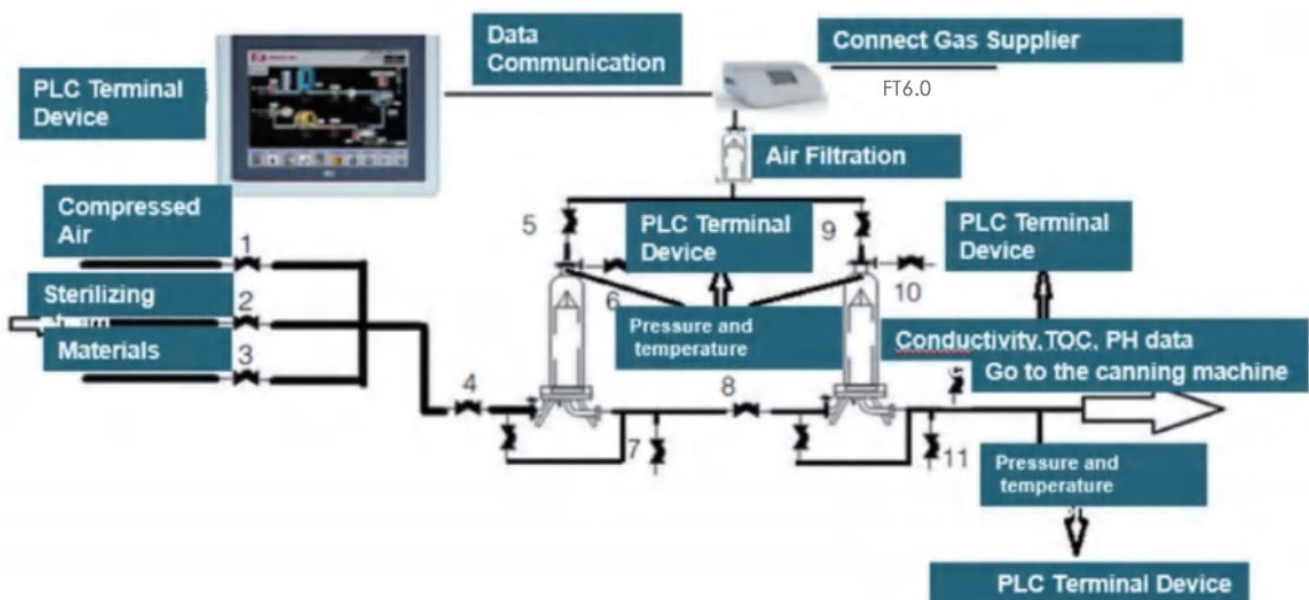 Data
Communication
Connect Gas Supplier
FT6.0
PLC Terminal
Device
Air Filtration
Compressed
Air
1
5
PLC Terminal
Device
9
PLC Terminal
Device
Sterilizing
2
6
10
Pressure and
temperature
Conductivity, TOC, PH data
Materials
3
Go to the canning machine
4
8
7
11
Pressure and
temperature
PLC Terminal Device